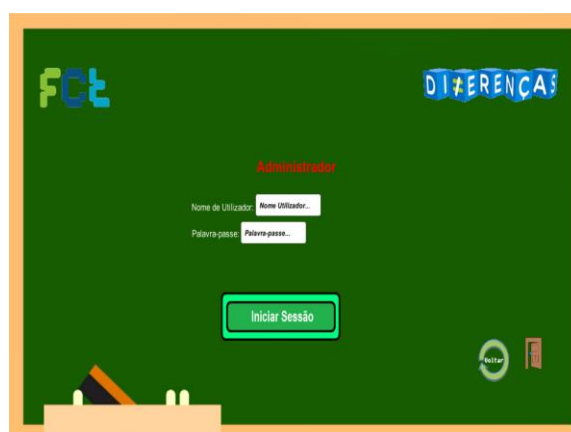 FCt
DI≠ERENÇAS
Administrador
Nome de Utilizador: Nome Utilizador...
Palavra-passe: Palavra-passe...
Iniciar Sessão
Voltar